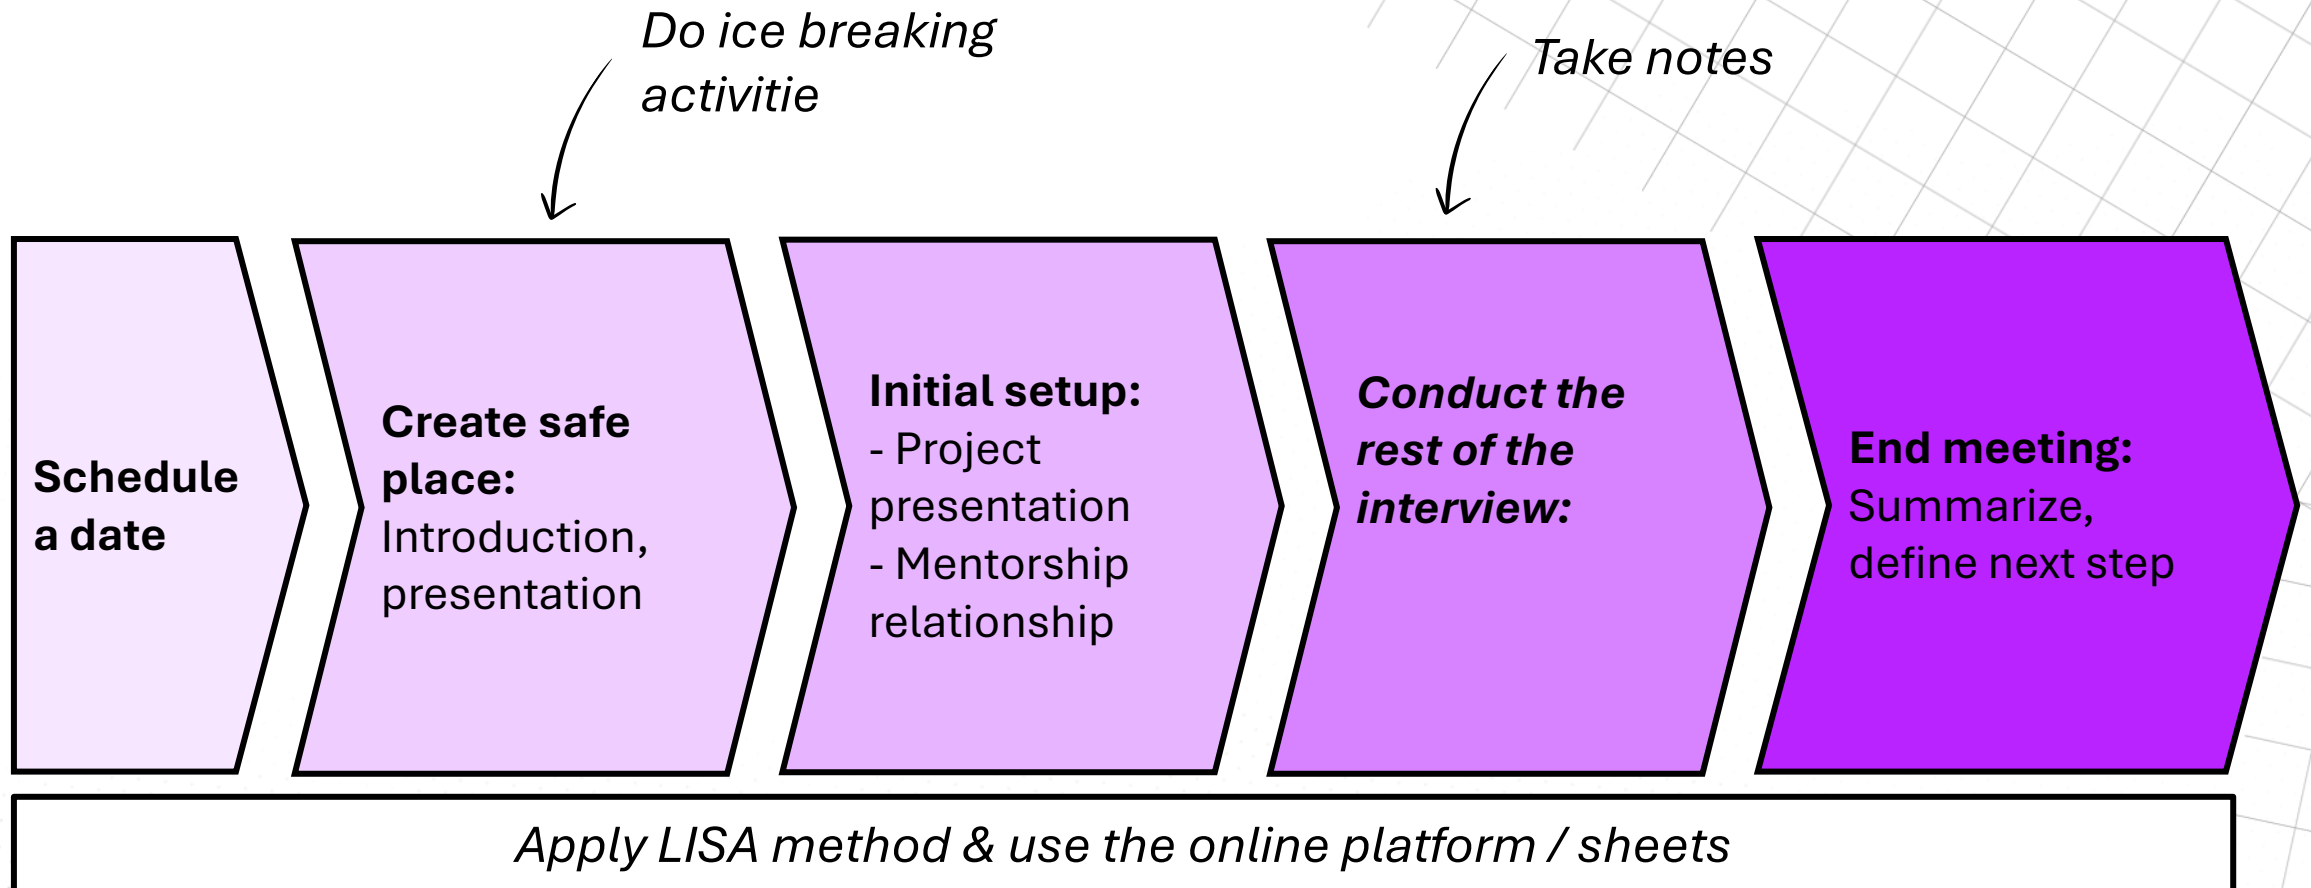 Do ice breaking
activitie
Take notes
Schedule
a date
Create safe
place:
Introduction,
presentation
Initial setup:
- Project
presentation
- Mentorship
relationship
Conduct the
rest of the
interview:
End meeting:
Summarize,
define next step
Apply LISA method & use the online platform / sheets